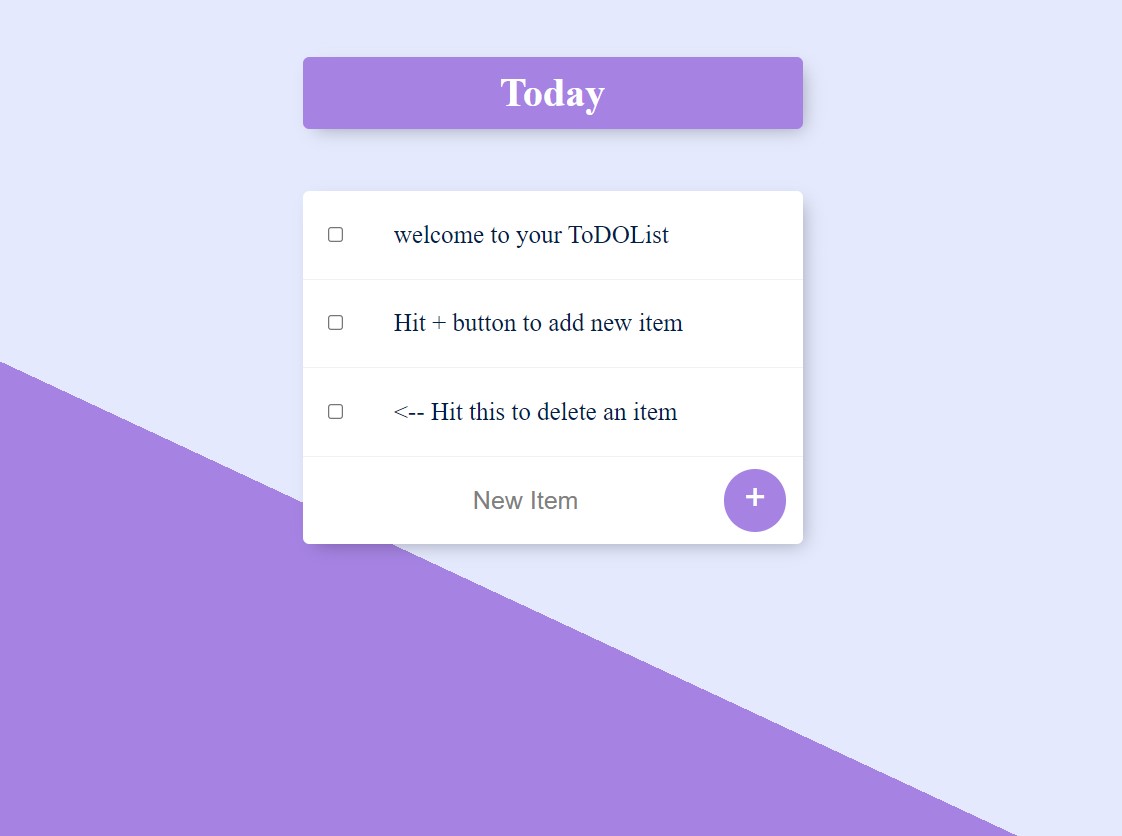 Today
welcome to your ToDOList
Hit + button to add new item
<-- Hit this to delete an item
New Item +